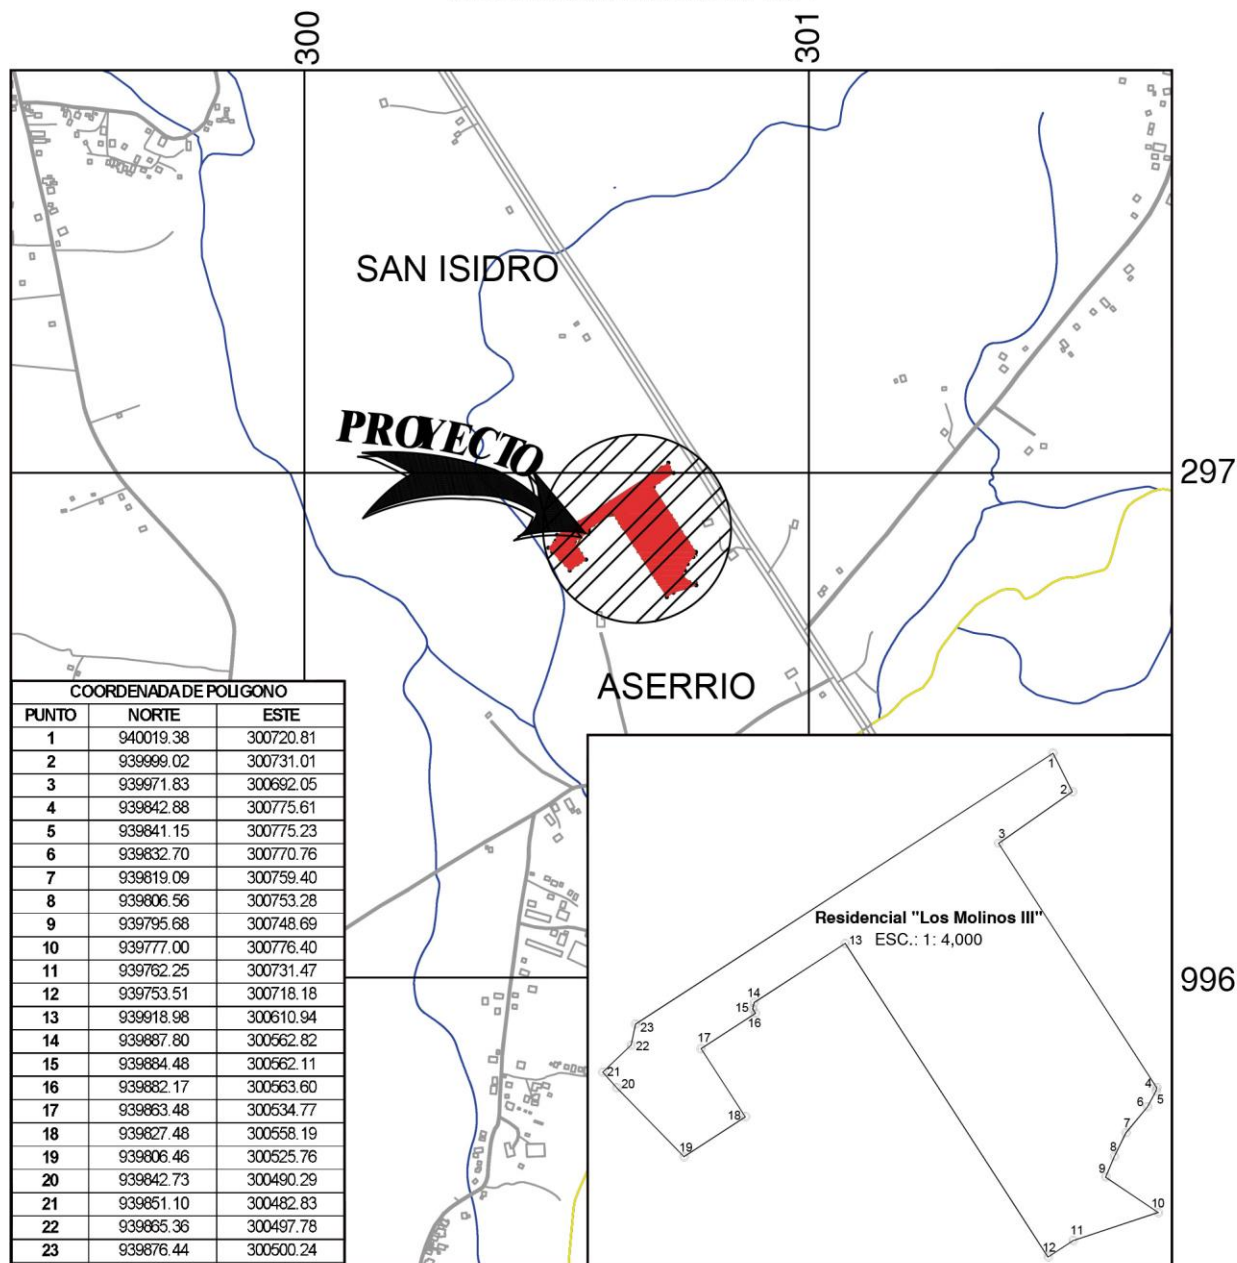 300
301
SAN ISIDRO
PROYECTO
297
ASERRIO
996
COORDENADA DE POLIGONO
PUNTO NORTE ESTE
1 940019.38 300720.81
2 939999.02 300731.01
3 939971.83 300692.05
4 939842.88 300775.61
5 939841.15 300775.23
6 939832.70 300770.76
7 939819.09 300759.40
8 939806.56 300753.28
9 939795.68 300748.69
10 939777.00 300776.40
11 939762.25 300731.47
12 939753.51 300718.18
13 939918.98 300610.94
14 939887.80 300562.82
15 939884.48 300562.11
16 939882.17 300563.60
17 939863.48 300534.77
18 939827.48 300558.19
19 939806.46 300525.76
20 939842.73 300490.29
21 939851.10 300482.83
22 939865.36 300497.78
23 939876.44 300500.24
1
2
3
Residencial "Los Molinos III"
13 ESC.: 1: 4,000
14
15
16
23
22
17
21
20
4
5
6
18
7
8
19
9
10
11
12